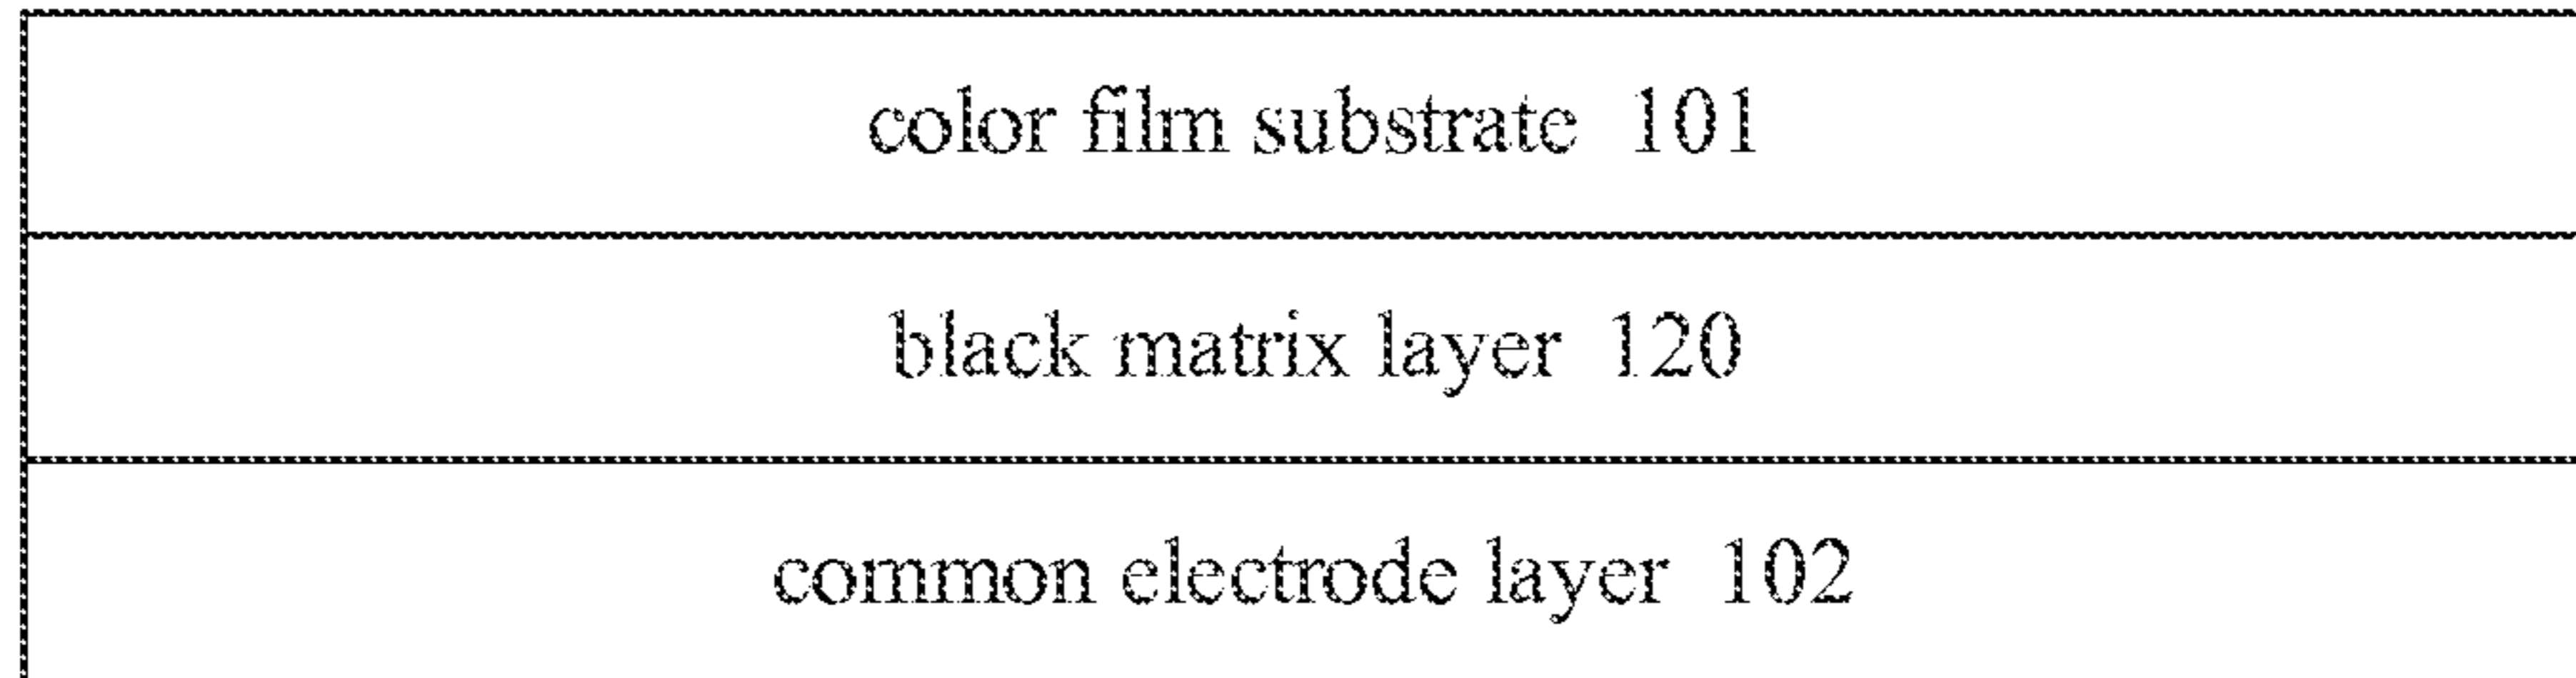 color film substrate 101
black matrix layer 120
common electrode layer 102